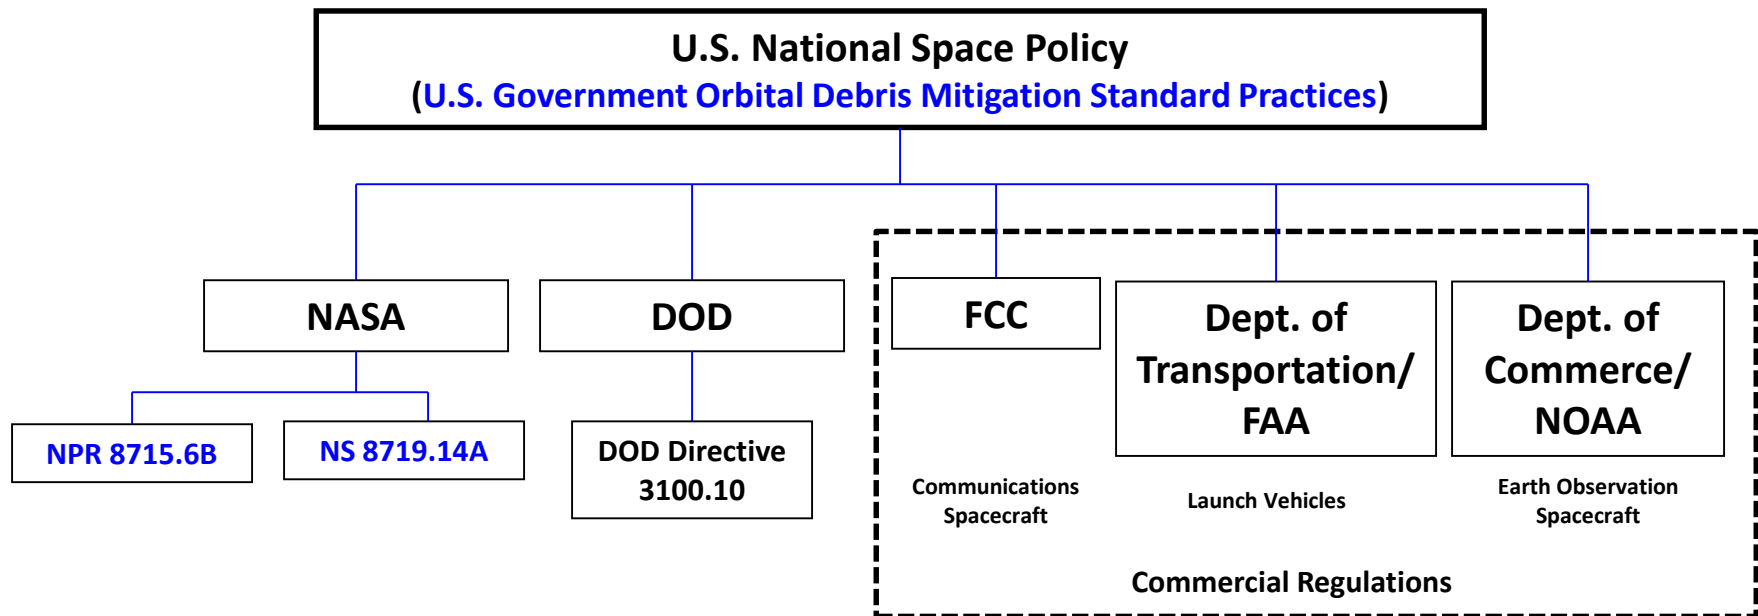 U.S. National Space Policy
(U.S. Government Orbital Debris Mitigation Standard Practices)
NASA
DOD
FCC
Dept. of
Transportation/
FAA
Dept. of
Commerce/
NOAA
NPR 8715.6B
NS 8719.14A
DOD Directive
3100.10
Communications
Spacecraft
Launch Vehicles
Earth Observation
Spacecraft
Commercial Regulations